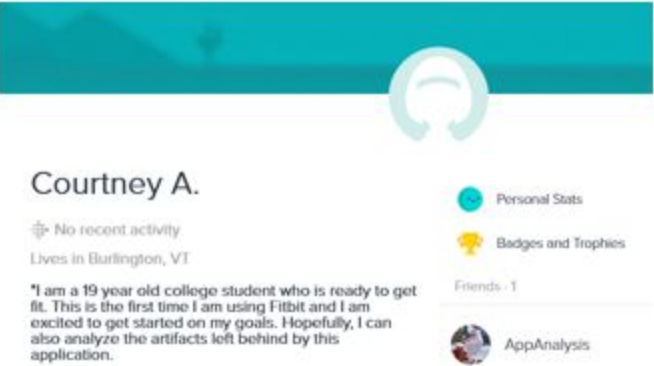 Courtney A.
No recent activity
Lives in Burlington, VT
"I am a 19 year old college student who is ready to get
fit. This is the first time I am using Fitbit and I am
excited to get started on my goals. Hopefully, I can
also analyze the artifacts left behind by this
application.
Personal Stats
Badges and Trophies
Friends · 1
AppAnalysis